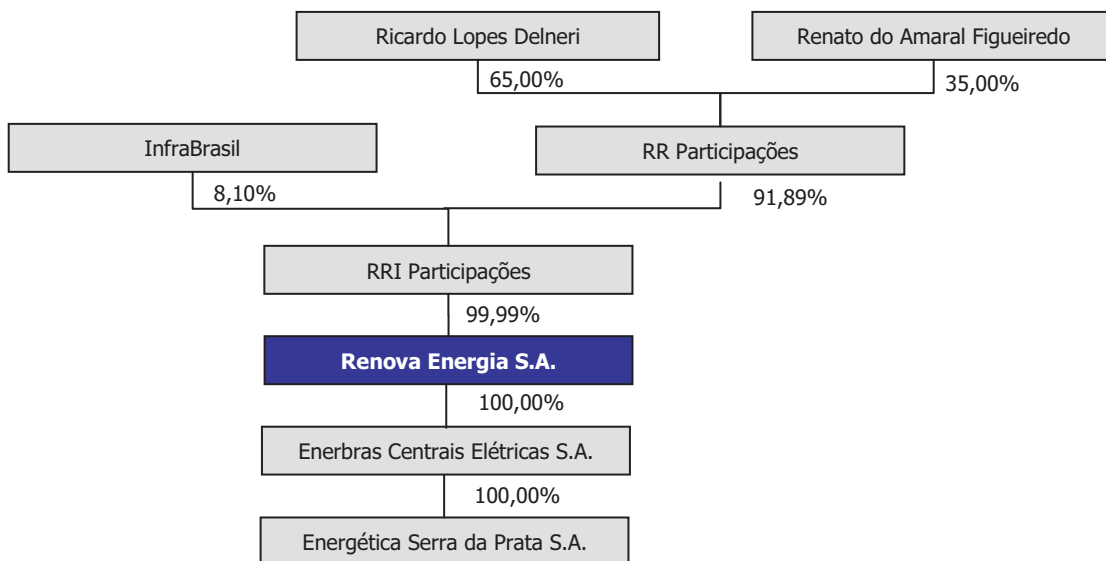 Ricardo Lopes Delneri
Renato do Amaral Figueiredo
65,00%
35,00%
InfraBrasil
RR Participações
8,10%
91,89%
RRI Participações
99,99%
Renova Energia S.A.
100,00%
Enerbras Centrais Elétricas S.A.
100,00%
Energética Serra da Prata S.A.